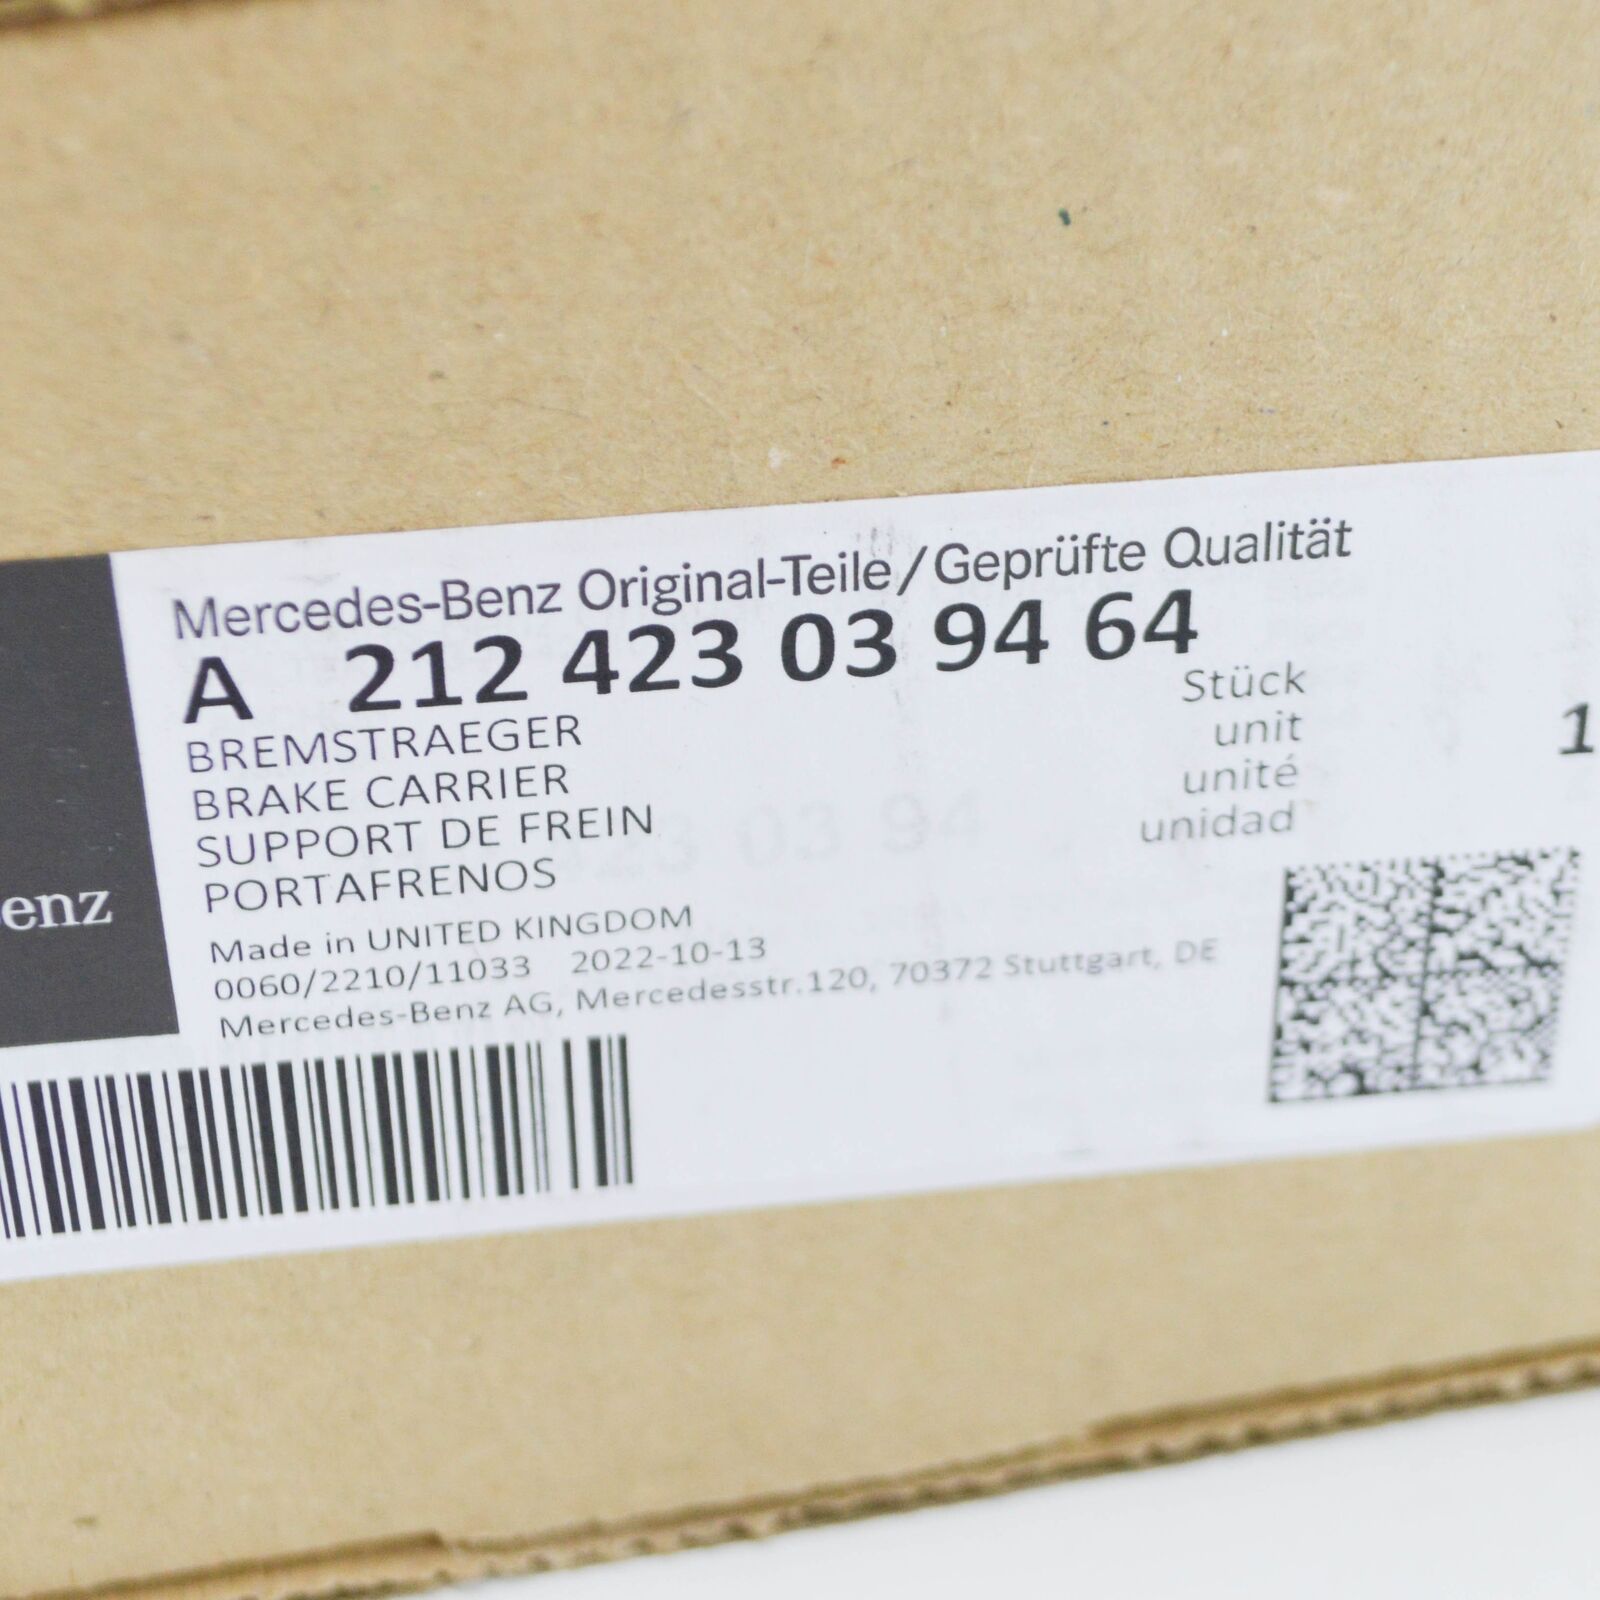 Mercedes-Benz Original-Teile/Geprüfte Qualität
A 212 423 03 94 64
BREMSTRAEGER
BRAKE CARRIER
SUPPORT DE FREIN
PORTAFRENOS
Stück
unit
unité
unidad
1
Made in UNITED KINGDOM
0060/2210/11033 2022-10-13
Mercedes-Benz AG, Mercedesstr.120, 70372 Stuttgart, DE
enz